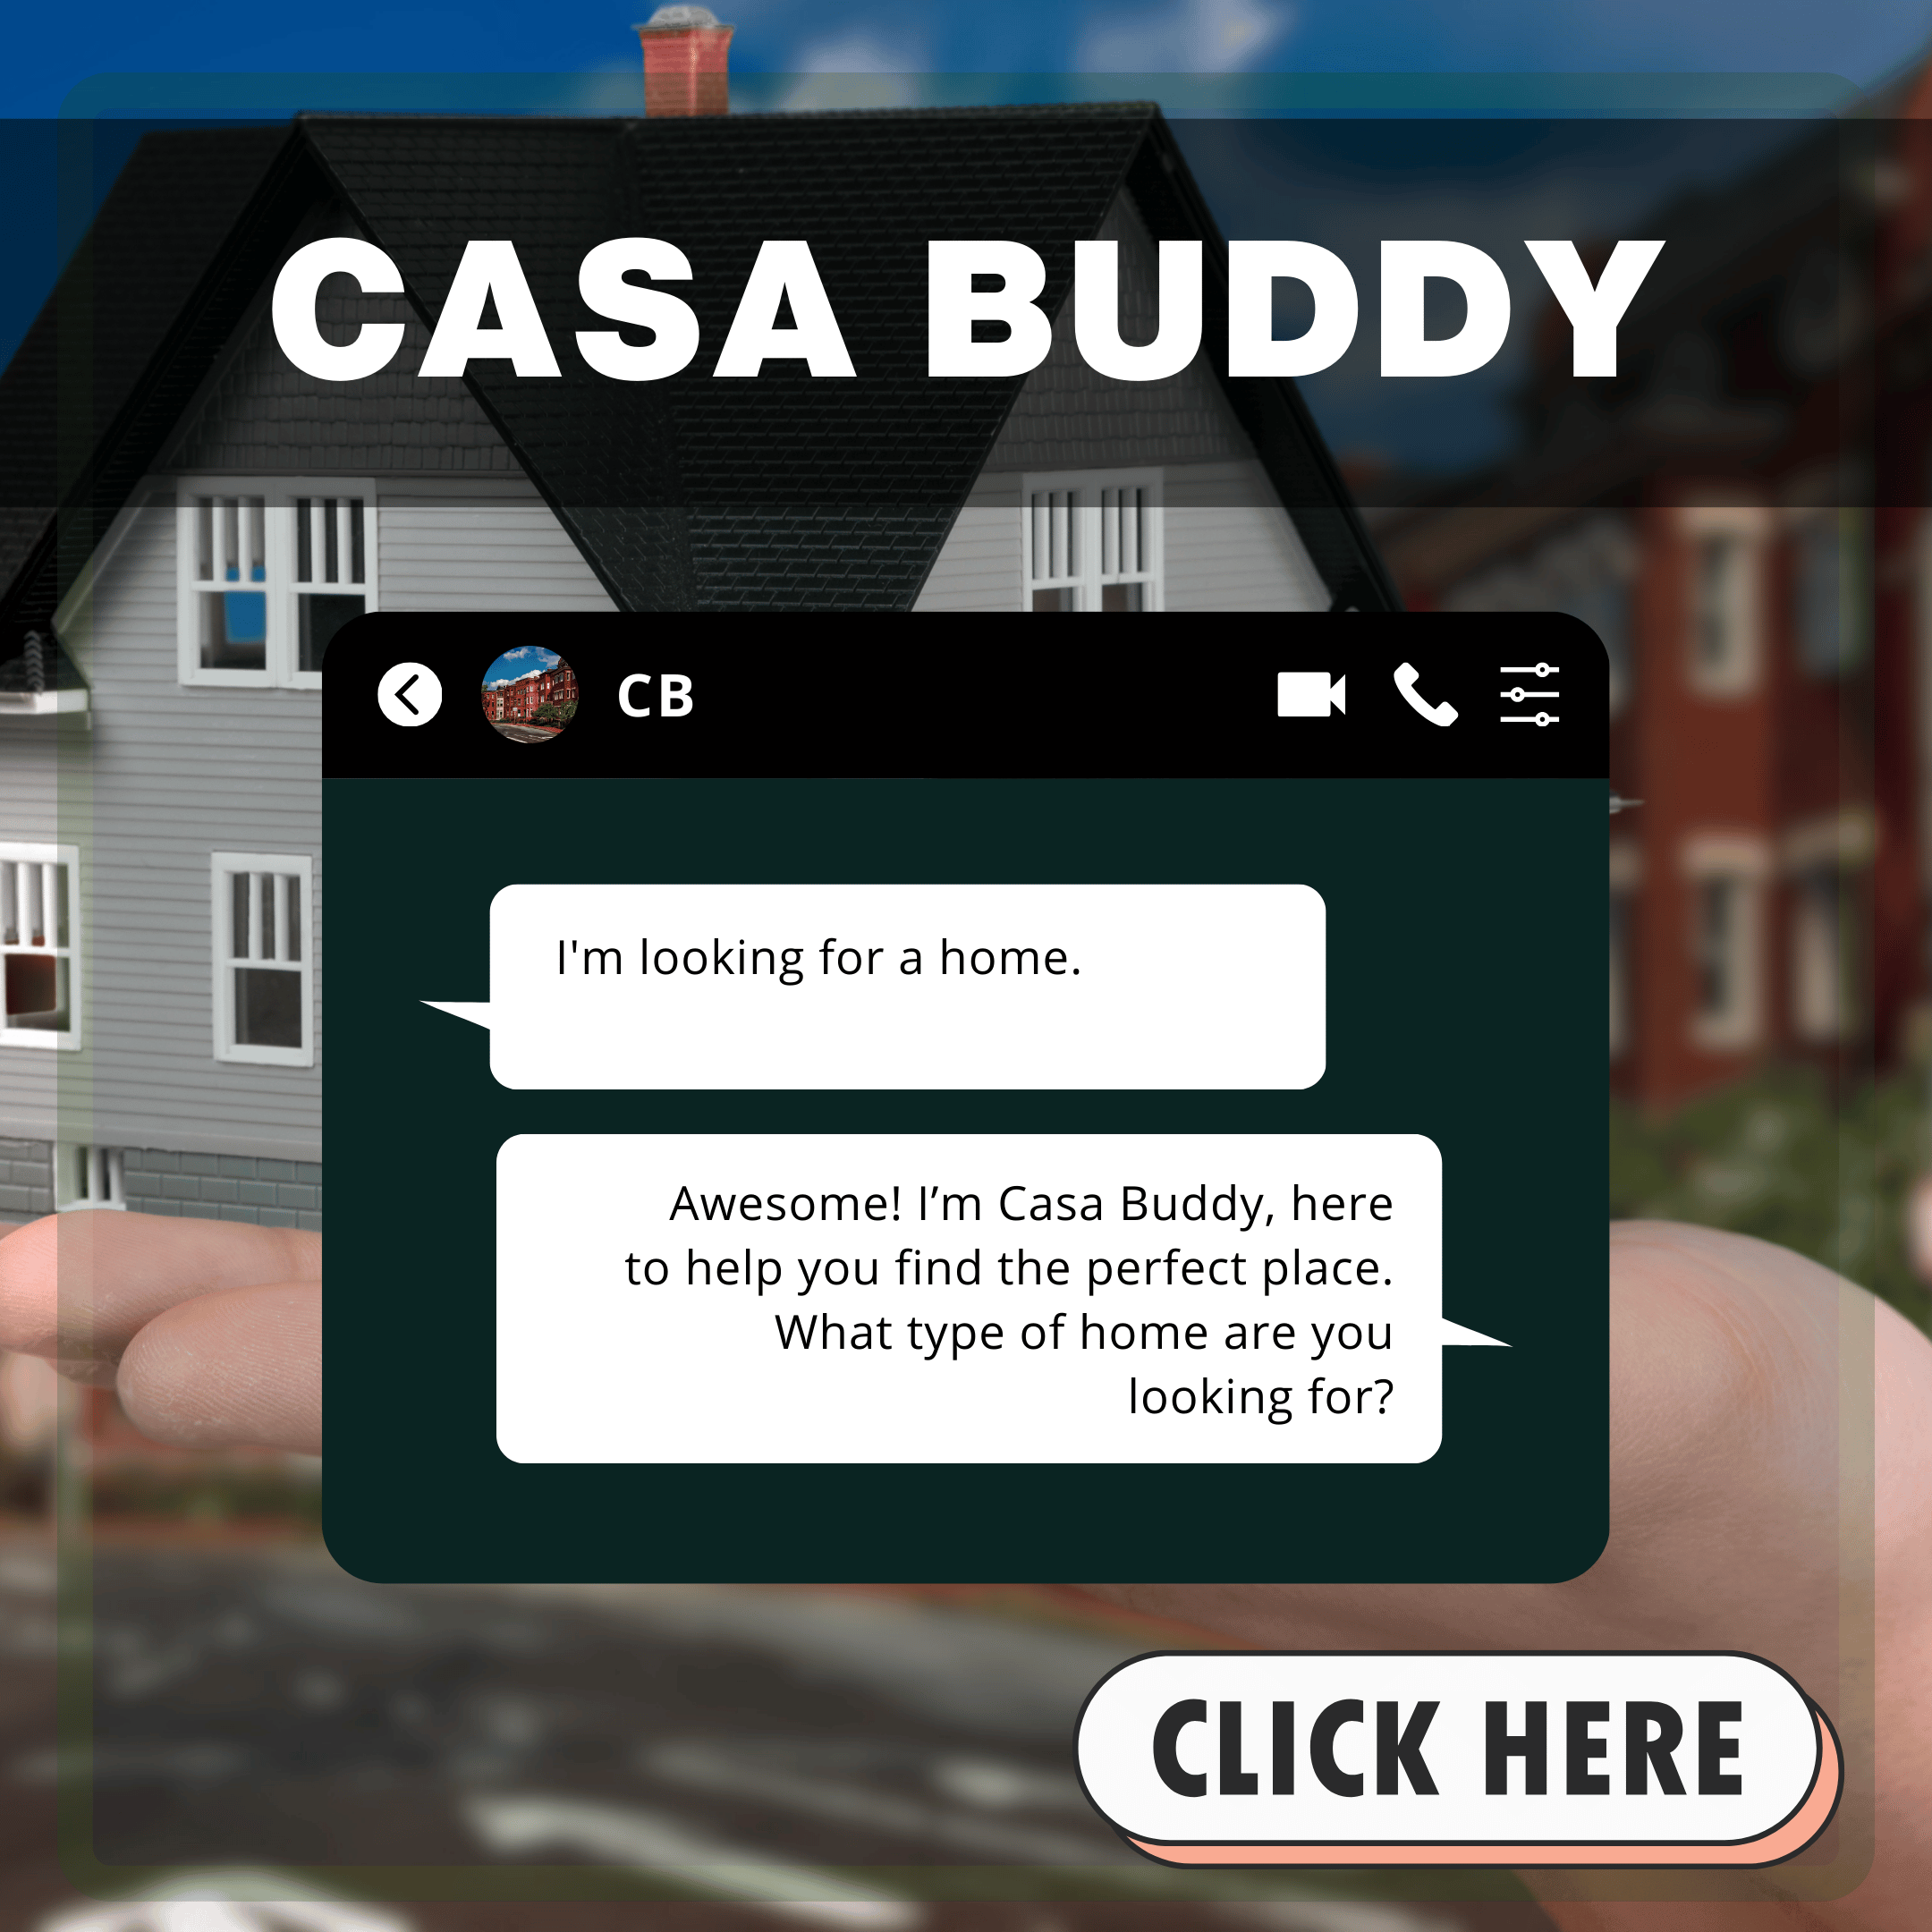 CASA BUDDY
CB
I'm looking for a home.
Awesome! I’m Casa Buddy, here
to help you find the perfect place.
What type of home are you
looking for?
CLICK HERE